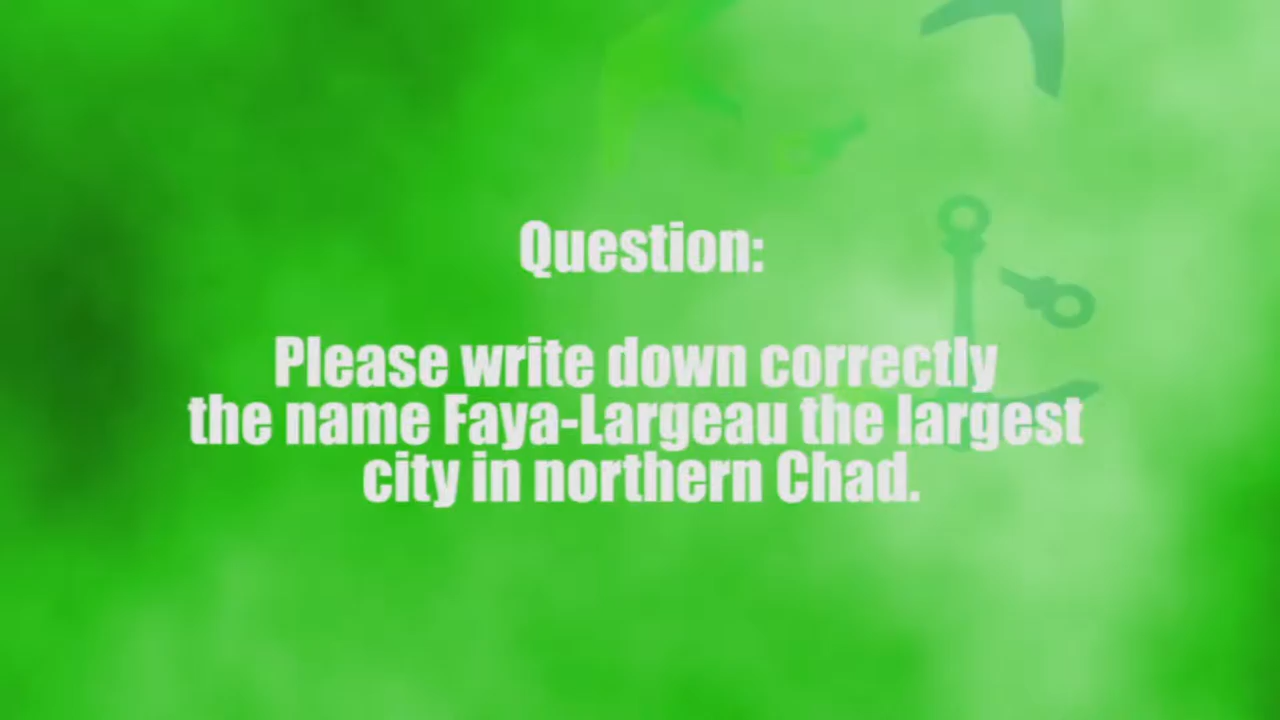 Question:
Please write down correctly
the name Faya-Largeau the largest
city in northern Chad.